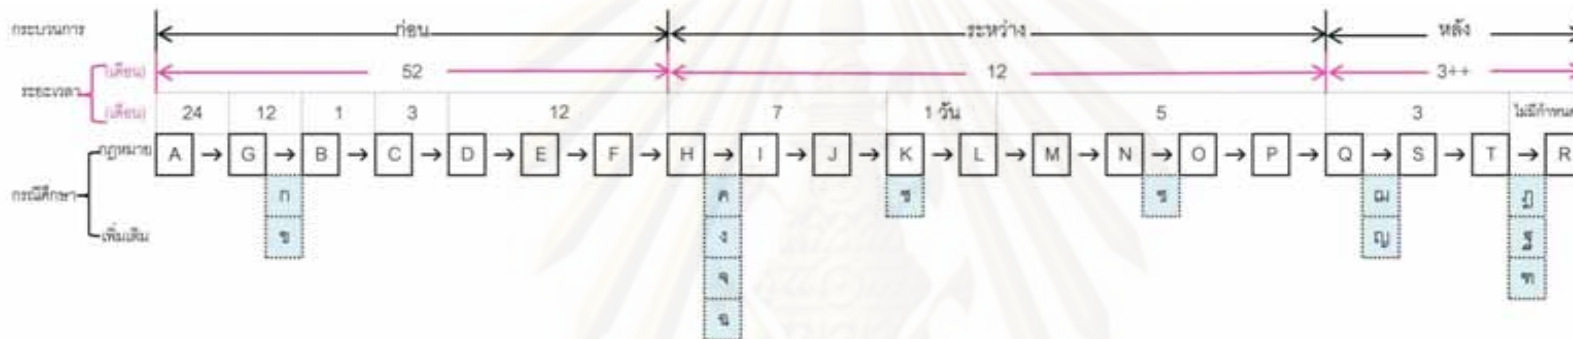 กระบวนการ ก่อน ระหว่าง หลัง
(เดือน) 52 12 3++
ระยะเวลา
(เดือน) 24 12 1 3 12 7 1 วัน 5 3 ไม่มีกำหนด
กฎหมาย A → G → B → C → D → E → F → H → I → J → K → L → M → N → O → P → Q → S → T → R
กรณีศึกษา ก ค ช ซ ฌ ฎ
เพิ่มเติม ข ง ญ ฐ
จ ฑ
ฉ